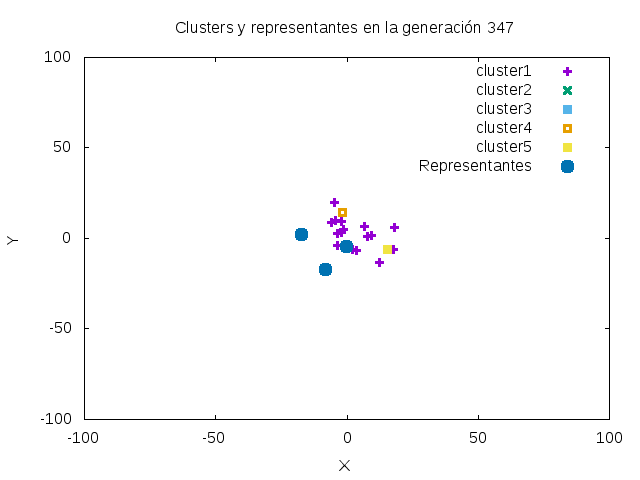 Clusters y representantes en la generación 347
100
50
0
-50
-100
-100
-50
0
50
100
X
Y
cluster1
cluster2
cluster3
cluster4
cluster5
Representantes